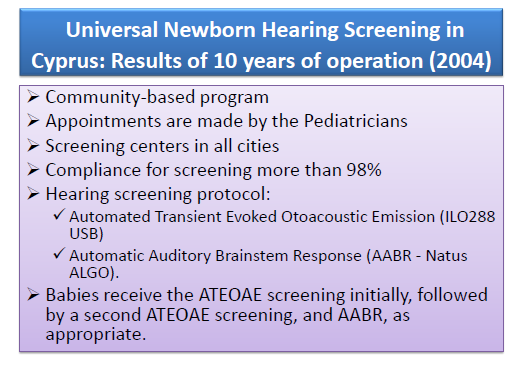 Universal Newborn Hearing Screening in
Cyprus: Results of 10 years of operation (2004)
➢ Community-based program
➢ Appointments are made by the Pediatricians
➢ Screening centers in all cities
➢ Compliance for screening more than 98%
➢ Hearing screening protocol:
✓ Automated Transient Evoked Otoacoustic Emission (ILO288
USB)
✓ Automatic Auditory Brainstem Response (AABR - Natus
ALGO).
➢ Babies receive the ATEOAE screening initially, followed
by a second ATEOAE screening, and AABR, as
appropriate.